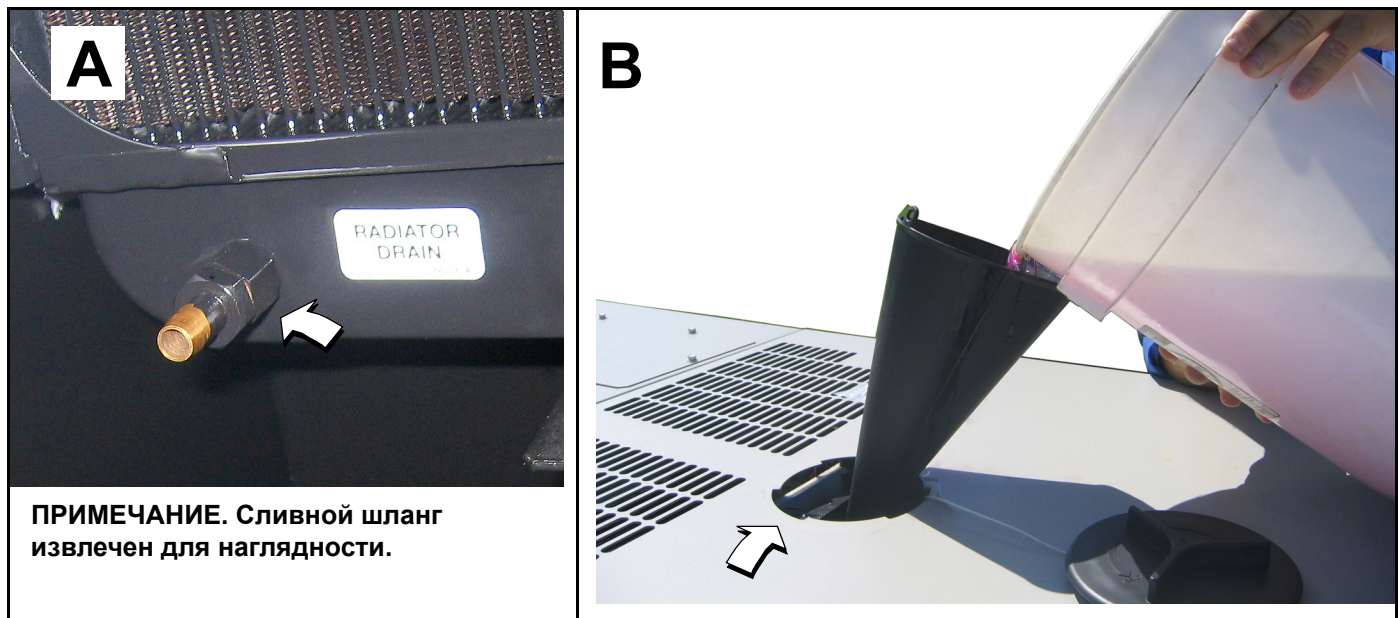 A
RADIATOR
DRAIN
ПРИМЕЧАНИЕ. Сливной шланг
извлечен для наглядности.
B